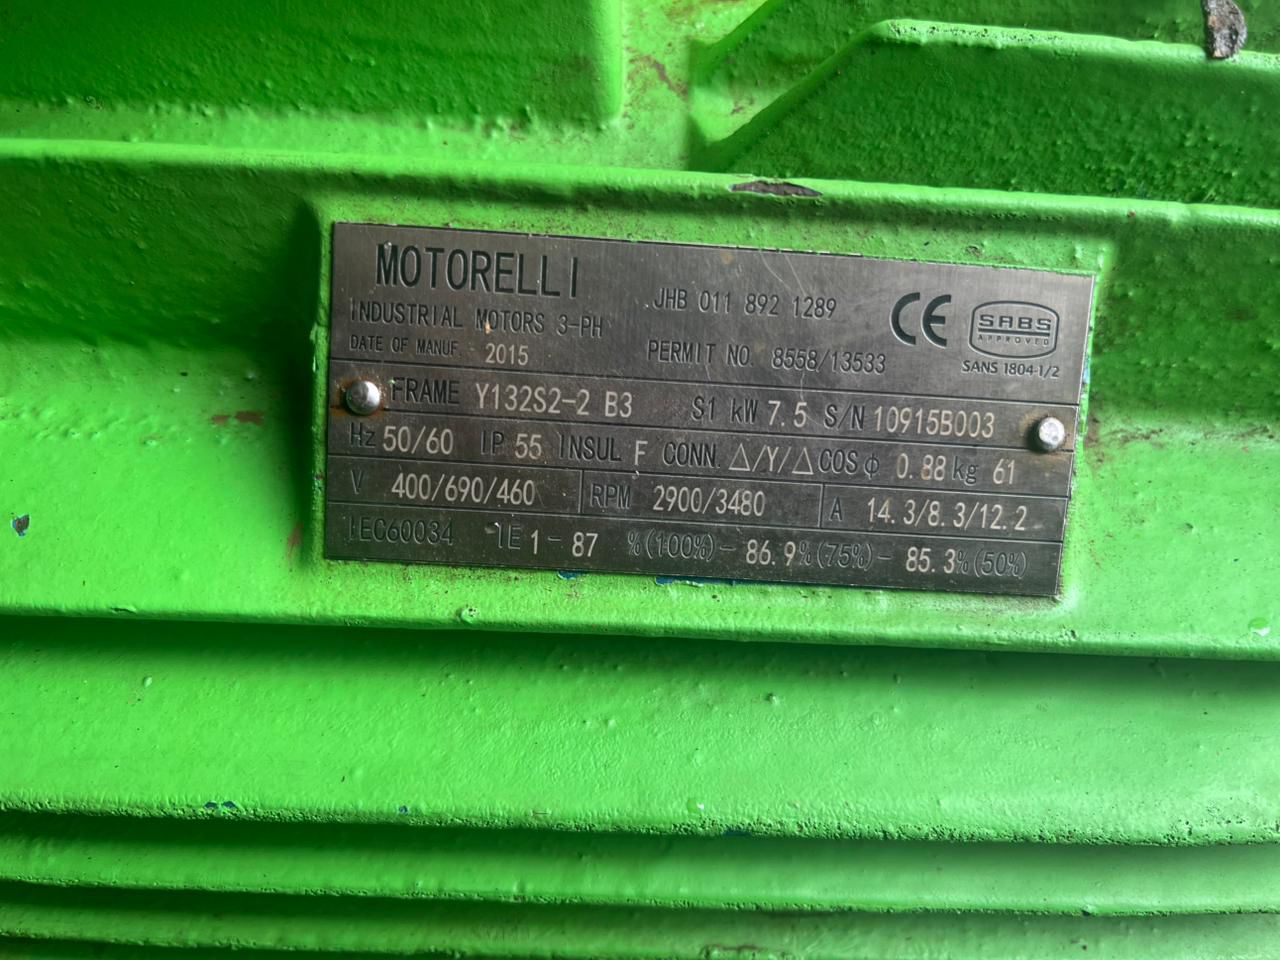 MOTORELLI
JHB 011 892 1289
CE
SABS
APPROVED
SANS 1804-1/2
INDUSTRIAL MOTORS 3-PH
DATE OF MANUF. 2015 PERMIT NO. 8558/13533
FRAME Y132S2-2 B3 S1 kW 7.5 S/N 10915B003
Hz 50/60 IP 55 INSUL F CONN. △/Y/△ COS ϕ 0.88 kg 61
V 400/690/460 RPM 2900/3480 A 14.3/8.3/12.2
IEC60034 IE 1 - 87 %(100%) - 86.9%(75%) - 85.3%(50%)